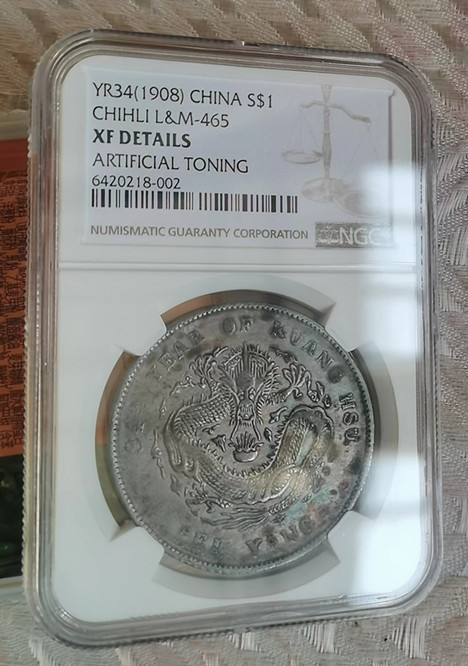 YR34(1908) CHINA S$1
CHIHLI L&M-465
XF DETAILS
ARTIFICIAL TONING
6420218-002
NUMISMATIC GUARANTY CORPORATION NGC
YEAR OF KUANG HSU
PEI YANG